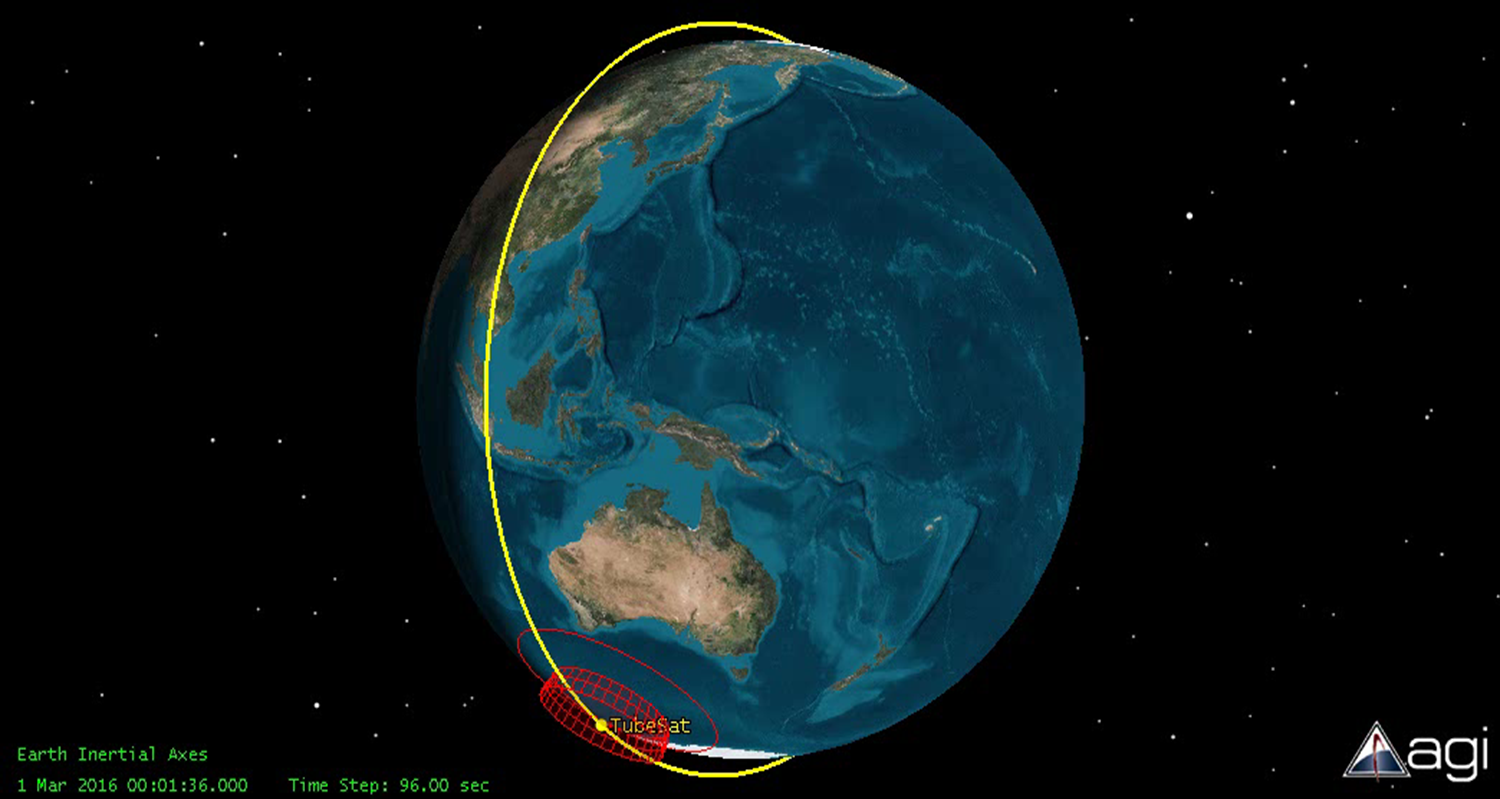 TubeSat
Earth Inertial Axes
1 Mar 2016 00:01:36.000 Time Step: 96.00 sec
agi